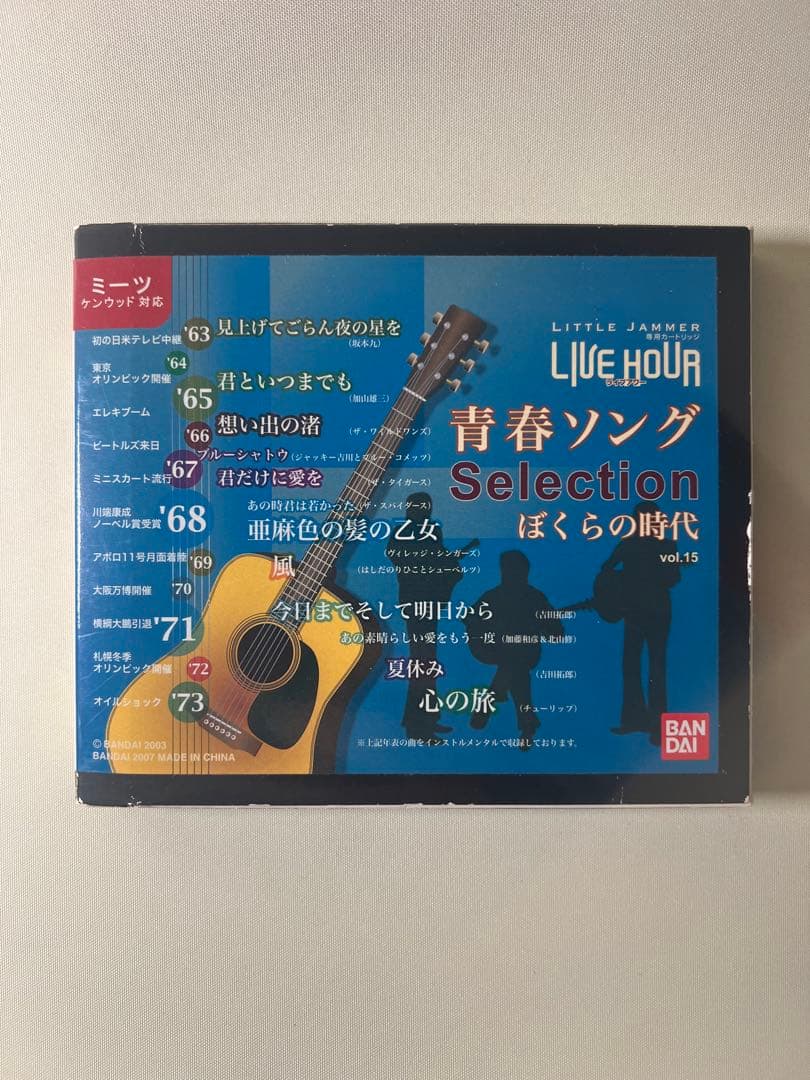 ミーツ
ケンウッド 対応
LITTLE JAMMER
専用カートリッジ
LIVE HOUR
ライブアワー
青春ソング
Selection
ぼくらの時代
vol.15
初の日米テレビ中継 '63 見上げてごらん夜の星を
(坂本九)
東京
オリンピック開催 '64
'65 君といつまでも
(加山雄三)
エレキブーム
ビートルズ来日 '66 想い出の渚 (ザ・ワイルドワンズ)
ブルーシャトウ (ジャッキー吉川とブルー・コメッツ)
ミニスカート流行 '67 君だけに愛を (ザ・タイガース)
あの時君は若かった (ザ・スパイダース)
川端康成
ノーベル賞受賞 '68 亜麻色の髪の乙女
(ヴィレッジ・シンガーズ)
アポロ11号月面着陸 '69 風 (はしだのりひことシューベルツ)
大阪万博開催 '70
今日までそして明日から (吉田拓郎)
横綱大鵬引退 '71
あの素晴らしい愛をもう一度 (加藤和彦&北山修)
札幌冬季
オリンピック開催 '72 夏休み (吉田拓郎)
オイルショック '73 心の旅 (チューリップ)
© BANDAI 2003
BANDAI 2007 MADE IN CHINA
※上記年表の曲をインストルメンタルで収録しております。
BAN
DAI